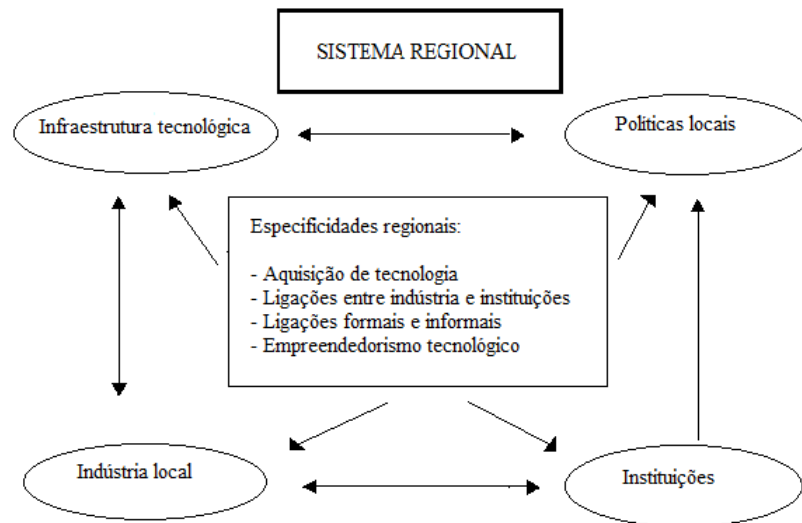 SISTEMA REGIONAL
Infraestrutura tecnológica
Políticas locais
Especificidades regionais:
- Aquisição de tecnologia
- Ligações entre indústria e instituições
- Ligações formais e informais
- Empreendedorismo tecnológico
Indústria local
Instituições